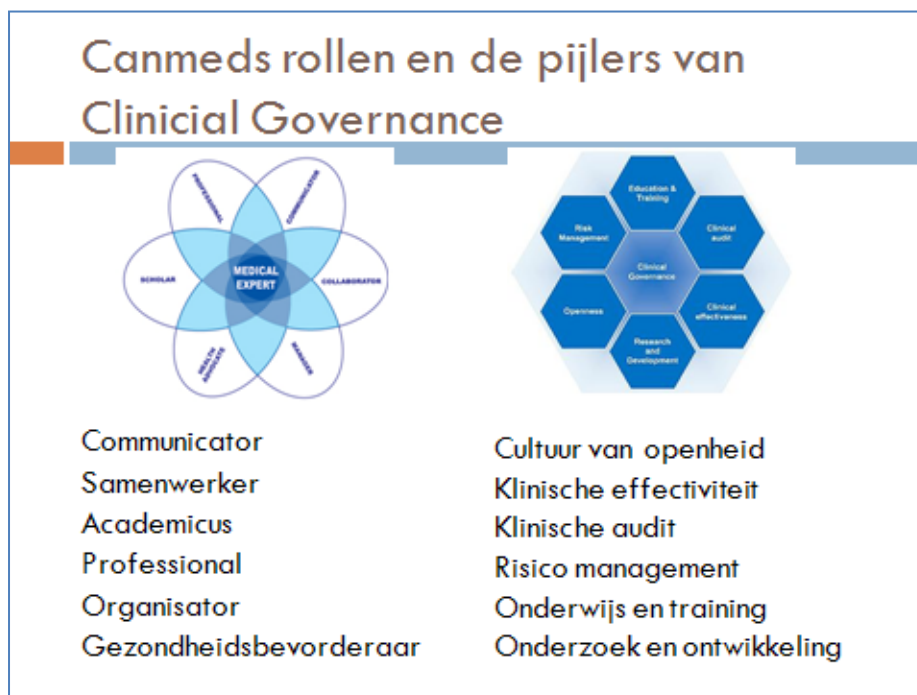 Canmeds rollen en de pijlers van
Clinicial Governance
PROFESSIONAL
COMMUNICATOR
SCHOLAR
MEDICAL
EXPERT
COLLABORATOR
HEALTH
ADVOCATE
MANAGER
Education &
Training
Risk
Management
Clinical
audit
Clinical
Governance
Openness
Clinical
effectiveness
Research
and
Development
Communicator
Samenwerker
Academicus
Professional
Organisator
Gezondheidsbevorderaar
Cultuur van openheid
Klinische effectiviteit
Klinische audit
Risico management
Onderwijs en training
Onderzoek en ontwikkeling